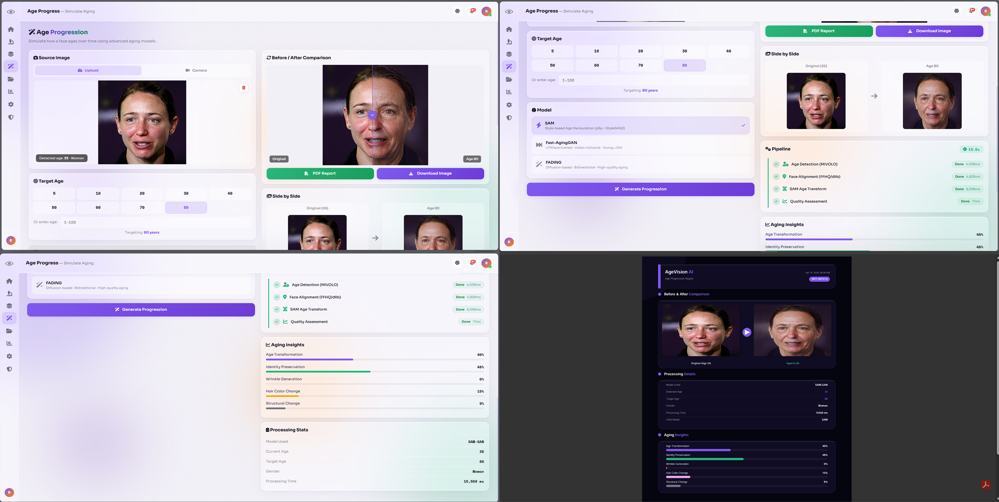 Age Progress — Simulate Aging
9+
B
Age Progression
Simulate how a face ages over time using advanced aging models.
Source Image
Upload
Camera
Detected age: 35 · Woman
Target Age
5
10
20
30
40
50
60
70
80
Or enter age:
1–100
Targeting: 80 years
B
Before / After Comparison
Original
Age 80
PDF Report
Download Image
Side by Side
Original (35)
Age 80
Age Progress — Simulate Aging
9+
B
Target Age
5
10
20
30
40
50
60
70
80
Or enter age:
1–100
Targeting: 80 years
Model
SAM
Style-based Age Manipulation (pSp + StyleGAN2)
Fast-AgingGAN
UTKFace trained · Indian-inclusive · Young→Old
FADING
Diffusion-based · Bidirectional · High-quality aging
Generate Progression
B
PDF Report
Download Image
Side by Side
Original (35)
Age 80
Pipeline
15.6s
Age Detection (MiVOLO)
Done 4,038ms
Face Alignment (FFHQ/dlib)
Done 4,828ms
SAM Age Transform
Done 6,598ms
Quality Assessment
Done 71ms
Aging Insights
Age Transformation
40%
Identity Preservation
48%
Age Progress — Simulate Aging
9+
B
FADING
Diffusion-based · Bidirectional · High-quality aging
Generate Progression
B
Age Detection (MiVOLO)
Done 4,038ms
Face Alignment (FFHQ/dlib)
Done 4,828ms
SAM Age Transform
Done 6,598ms
Quality Assessment
Done 71ms
Aging Insights
Age Transformation
40%
Identity Preservation
48%
Wrinkle Generation
0%
Hair Color Change
15%
Structural Change
9%
Processing Stats
Model Used
SAM-GAN
Current Age
35
Target Age
80
Gender
Woman
Processing Time
15,559 ms
AgeVision AI
Age Progression Report
Apr 16, 2026, 08:48 AM
#RPT-0WTK7G
Before & After Comparison
Original (Age 35)
Aged to 80
Processing Details
Model Used
SAM-GAN
Detected Age
35
Target Age
80
Gender
Woman
Processing Time
15559 ms
GAN Model
SAM
Aging Insights
Age Transformation
40%
Identity Preservation
48%
Wrinkle Generation
0%
Hair Color Change
15%
Structural Change
9%